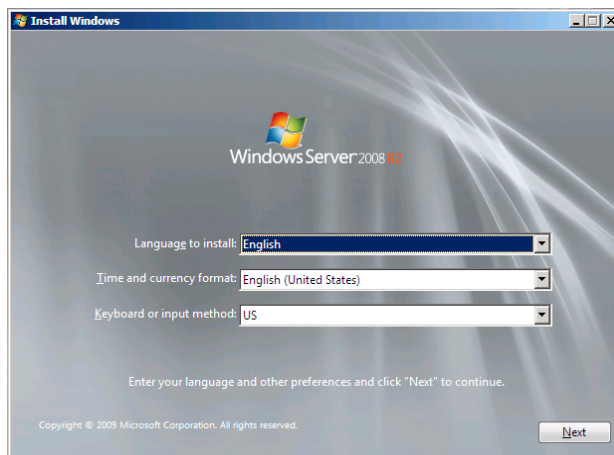 Install Windows
Windows Server 2008 R2
Language to install: English
Time and currency format: English (United States)
Keyboard or input method: US
Enter your language and other preferences and click "Next" to continue.
Copyright © 2009 Microsoft Corporation. All rights reserved.
Next